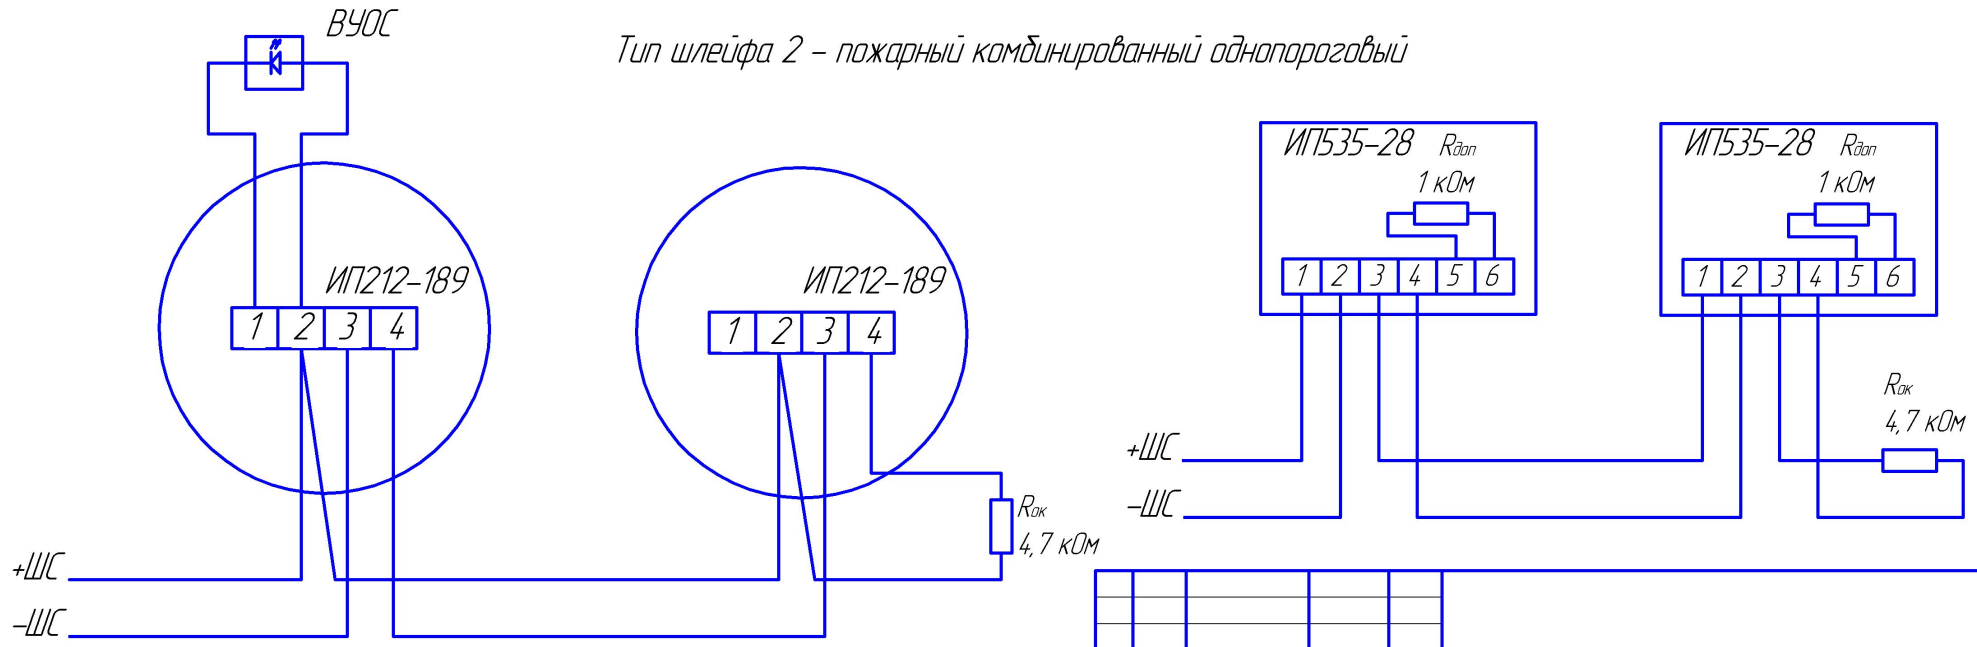 ВУОС
Тип шлейфа 2 – пожарный комбинированный однопороговый
ИП212-189
1 2 3 4
+ШС
-ШС
ИП212-189
1 2 3 4
Rок
4,7 кОм
ИП535-28 Rдоп
1 кОм
1 2 3 4 5 6
+ШС
-ШС
ИП535-28 Rдоп
1 кОм
1 2 3 4 5 6
Rок
4,7 кОм